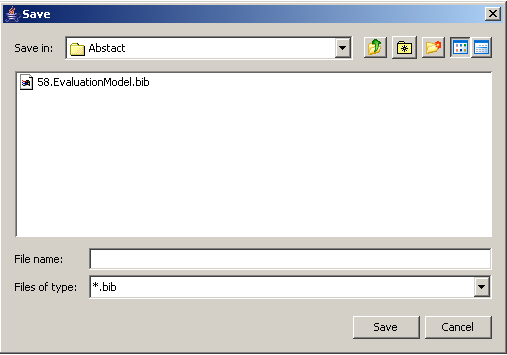 Save
Save in: Abstact
58.EvaluationModel.bib
File name:
Files of type: *.bib
Save Cancel